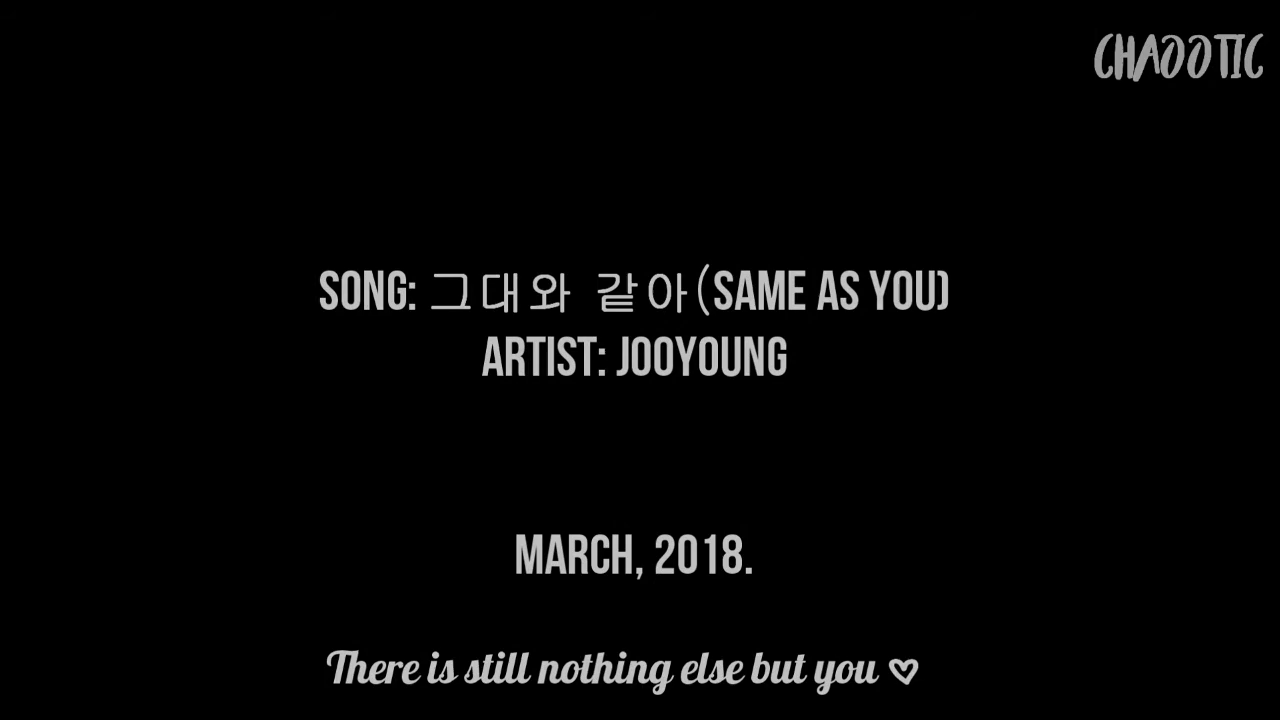 CHAOOTIC
SONG: 그대와 같아(SAME AS YOU)
ARTIST: JOOYOUNG
MARCH, 2018.
There is still nothing else but you ♡